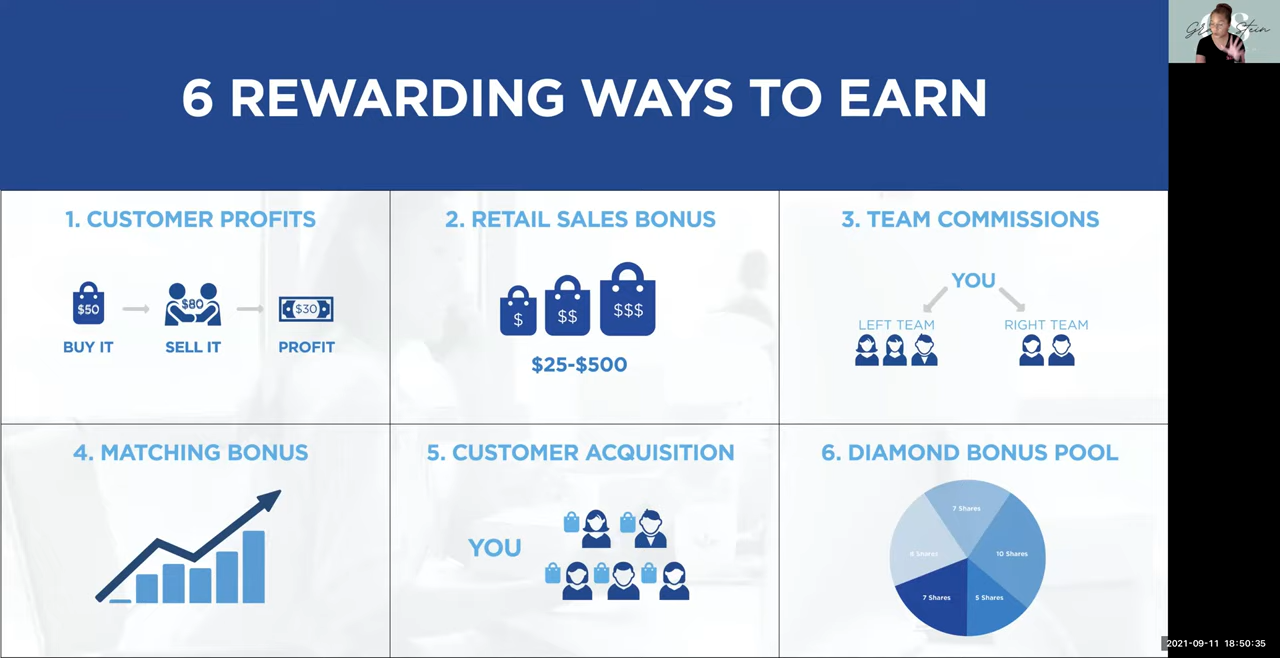 6 REWARDING WAYS TO EARN
1. CUSTOMER PROFITS
$50
$80
$30
BUY IT
SELL IT
PROFIT
2. RETAIL SALES BONUS
$
$$
$$$
$25-$500
3. TEAM COMMISSIONS
YOU
LEFT TEAM
RIGHT TEAM
4. MATCHING BONUS
5. CUSTOMER ACQUISITION
YOU
6. DIAMOND BONUS POOL
7 Shares
10 Shares
5 Shares
7 Shares
Shares
2021-09-11 18:50:35